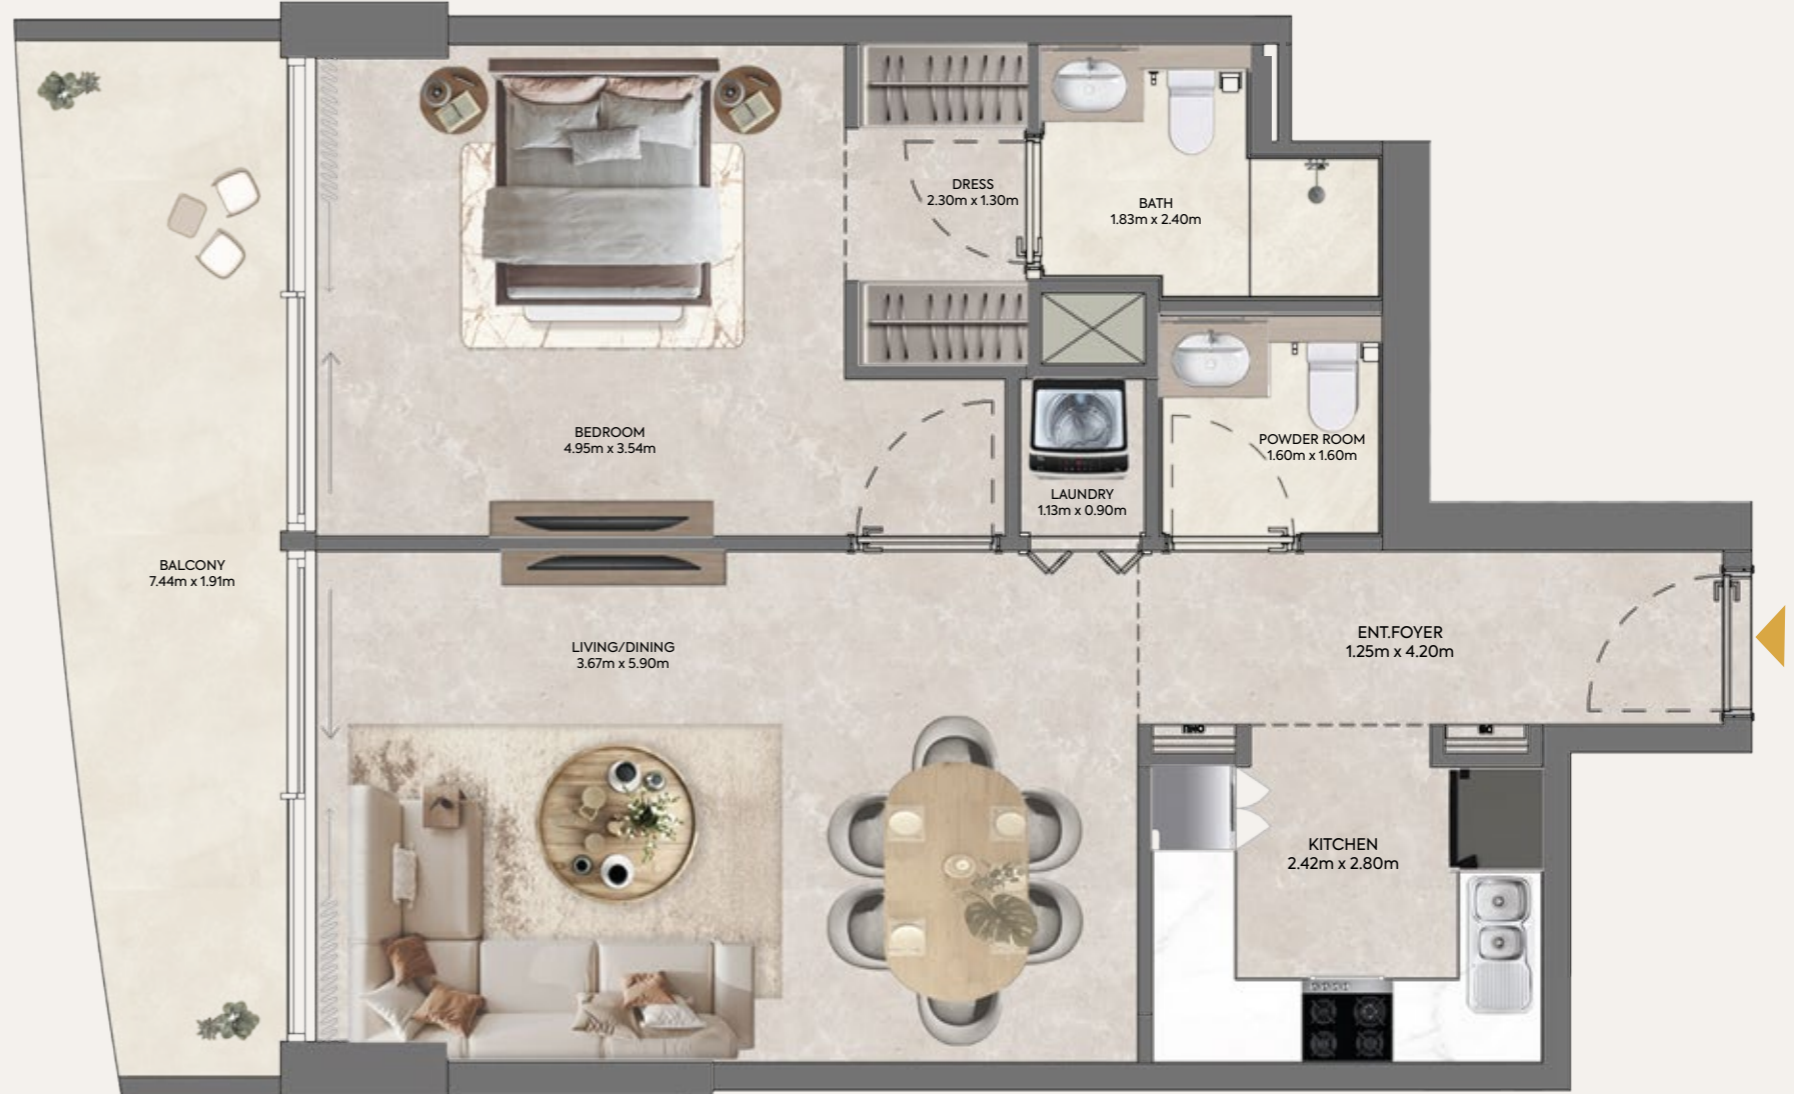 DRESS
2.30m x 1.30m
BATH
1.83m x 2.40m
BEDROOM
4.95m x 3.54m
POWDER ROOM
1.60m x 1.60m
LAUNDRY
1.13m x 0.90m
BALCONY
7.44m x 1.91m
LIVING/DINING
3.67m x 5.90m
ENT.FOYER
1.25m x 4.20m
KITCHEN
2.42m x 2.80m